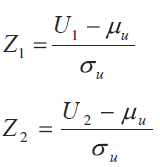 Z₁ = (U₁ − μᵤ) / σᵤ
Z₂ = (U₂ − μᵤ) / σᵤ